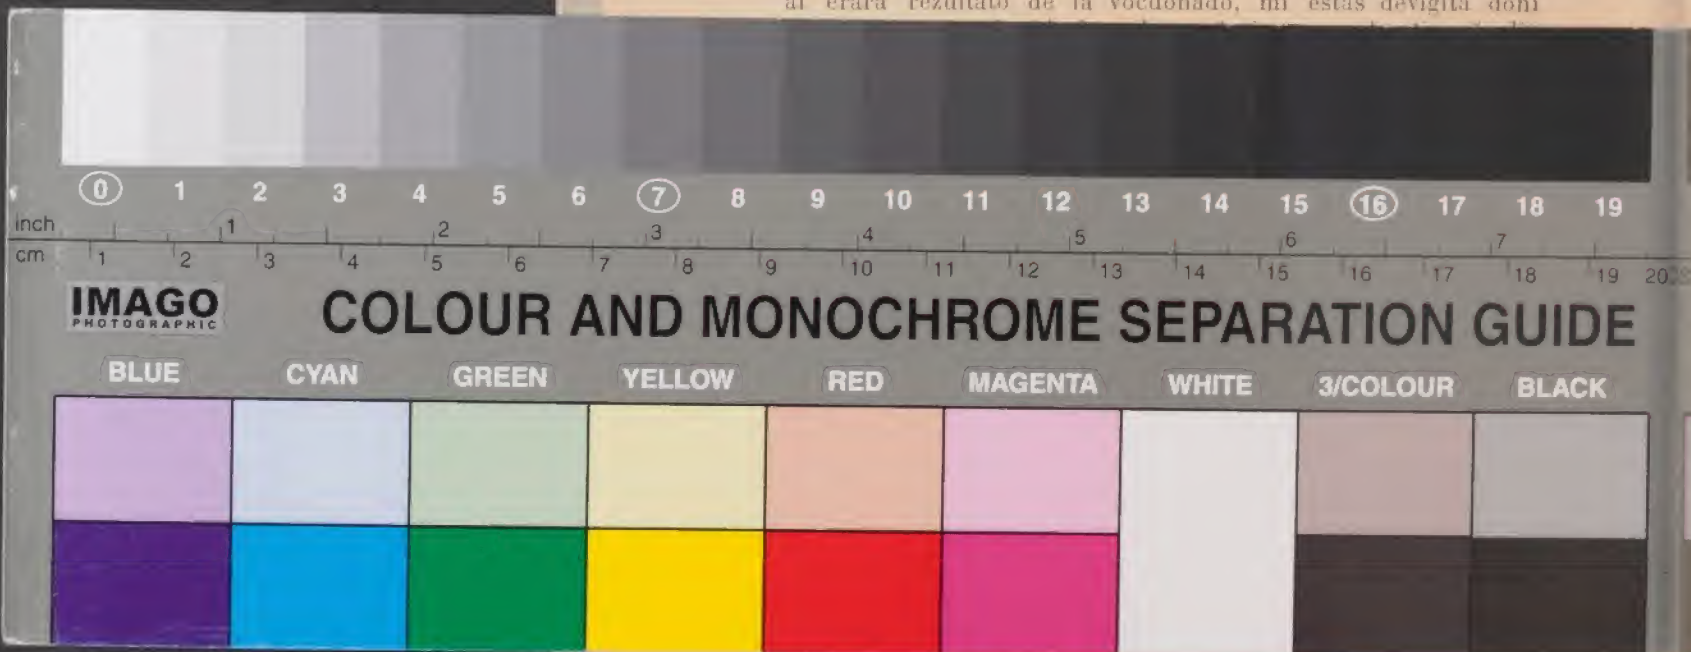 al erara rezultato de la voĉdonado, mi estas devigita doni
0 1 2 3 4 5 6 7 8 9 10 11 12 13 14 15 16 17 18 19
inch 1 2 3 4 5 6 7
cm 1 2 3 4 5 6 7 8 9 10 11 12 13 14 15 16 17 18 19 20
IMAGO
PHOTOGRAPHIC
COLOUR AND MONOCHROME SEPARATION GUIDE
BLUE CYAN GREEN YELLOW RED MAGENTA WHITE 3/COLOUR BLACK